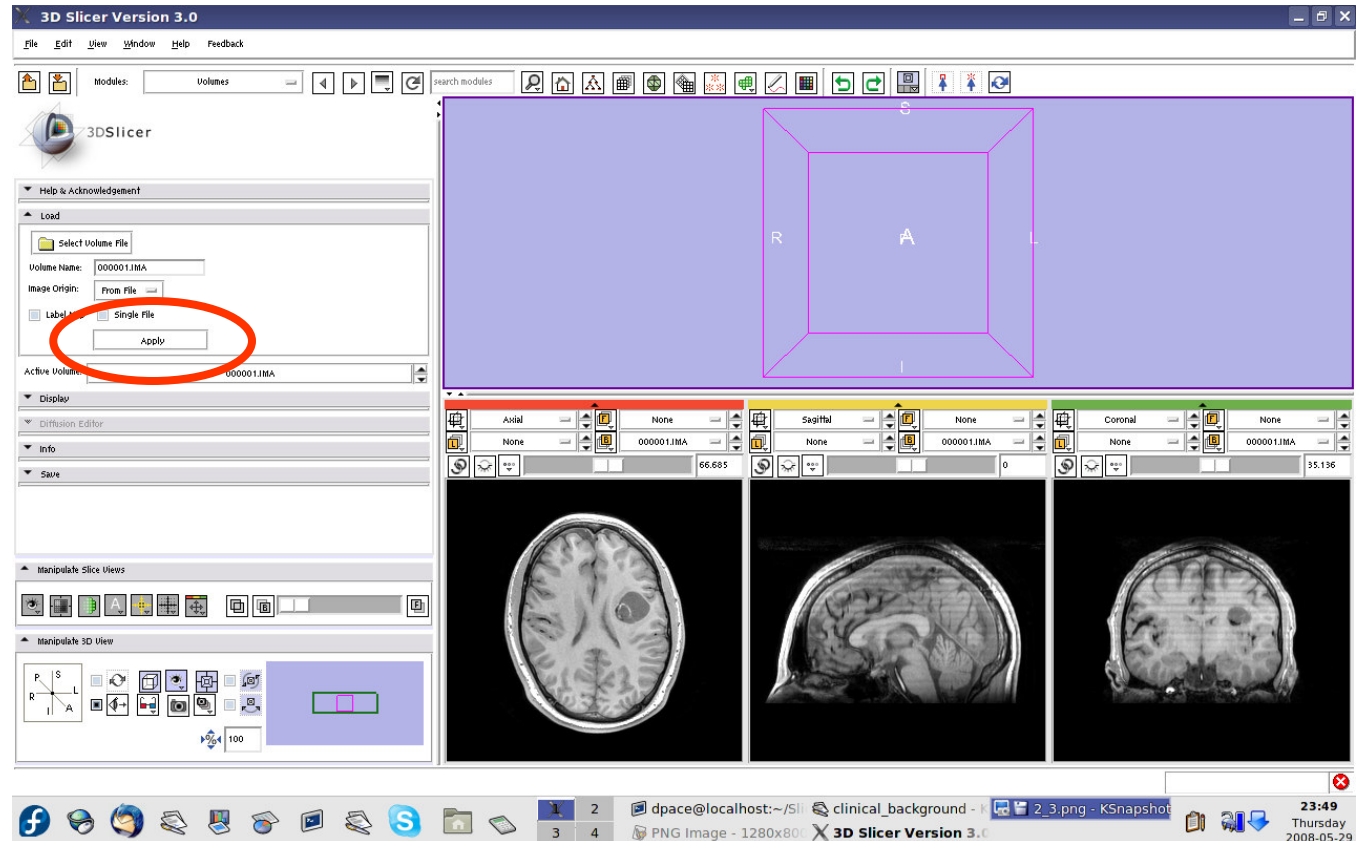 3D Slicer Version 3.0
File Edit View Window Help Feedback
Modules: Volumes search modules
3DSlicer
Help & Acknowledgement
Load
Select Volume File
Volume Name: 000001.IMA
Image Origin: From File
Label Single File
Apply
Active Volume: 000001.IMA
Display
Diffusion Editor
Info
Save
Manipulate Slice Views
Manipulate 3D View
P S
R L
I A
100
S
R A L
I
Axial F None
L None B 000001.IMA
66.685
Sagittal F None
L None B 000001.IMA
0
Coronal F None
L None B 000001.IMA
35.136
1 2
3 4
dpace@localhost:~/Sli
clinical_background - K
2_3.png - KSnapshot
PNG Image - 1280x800
3D Slicer Version 3.0
23:49
Thursday
2008-05-29